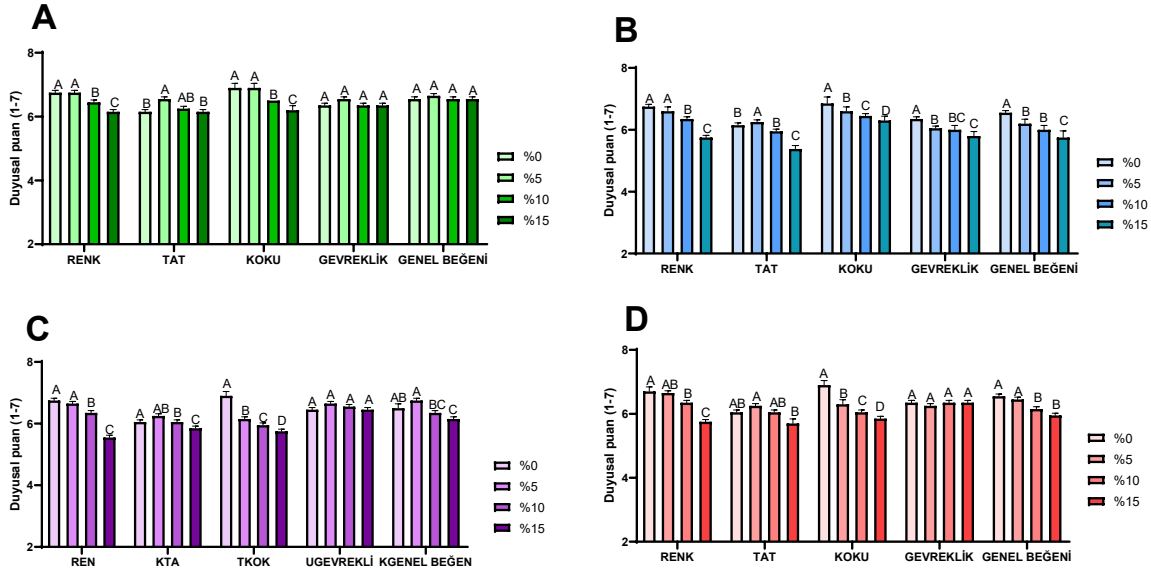 A
Duyusal puan (1-7)
8
6
4
2
A A B C
B A AB B
A A B C
A A A A
A A A A
RENK TAT KOKU GEVREKLİK GENEL BEĞENİ
%0
%5
%10
%15
B
Duyusal puan (1-7)
8
6
4
2
A A B C
B A B C
A B C D
A B BC C
A B B C
RENK TAT KOKU GEVREKLİK GENEL BEĞENİ
%0
%5
%10
%15
C
Duyusal puan (1-7)
8
6
4
2
A A B C
A AB B C
A B C D
A A A A
AB A BC C
REN KTA TKOK UGEVREKLİ KGENEL BEĞEN
%0
%5
%10
%15
D
Duyusal puan (1-7)
8
6
4
2
A AB B C
AB A AB B
A B C D
A A A A
A A B B
RENK TAT KOKU GEVREKLİK GENEL BEĞENİ
%0
%5
%10
%15